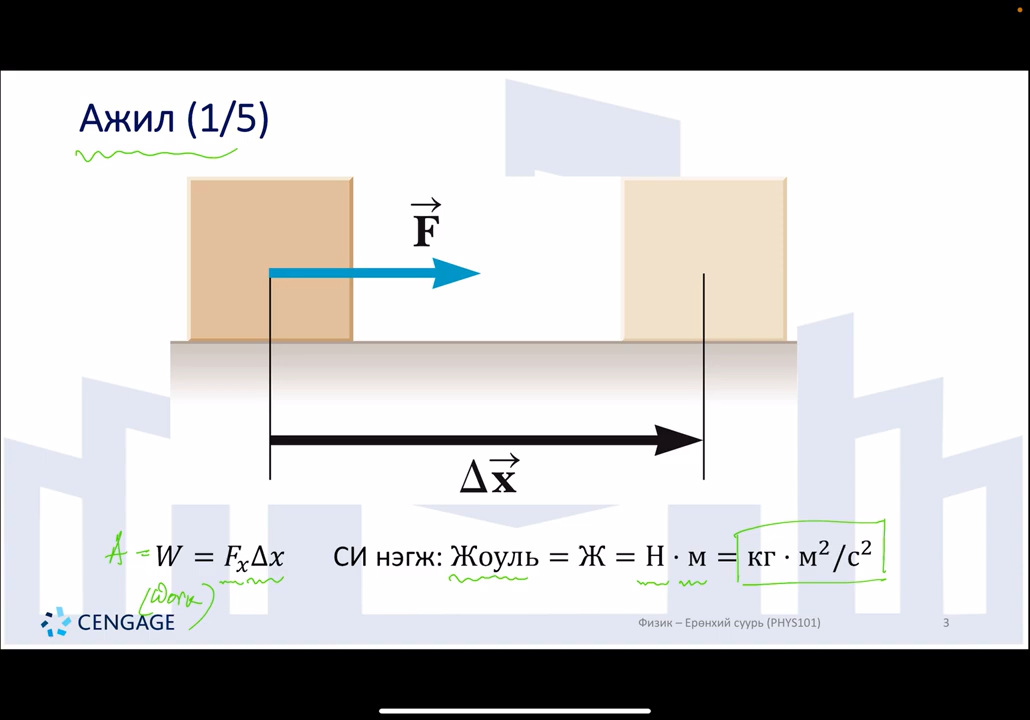 Ажил (1/5)
F
Δx
A = W = FₓΔx СИ нэгж: Жоуль = Ж = Н · м = кг · м²/с²
(Work)
CENGAGE
Физик – Ерөнхий суурь (PHYS101) 3